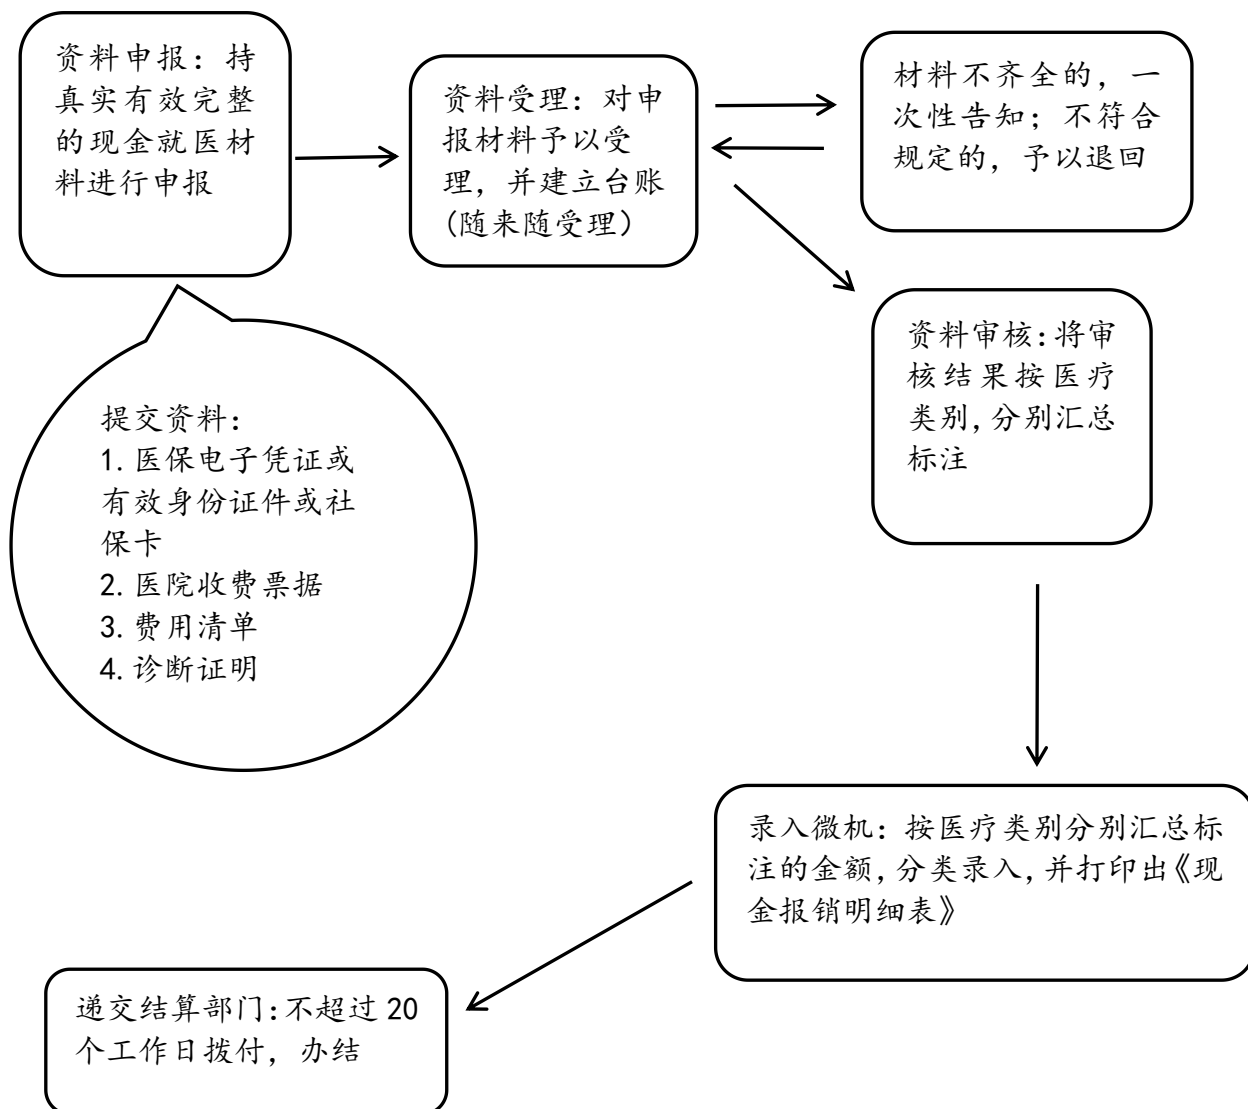 资料申报：持
真实有效完整
的现金就医材
料进行申报
资料受理：对申
报材料予以受
理，并建立台账
(随来随受理)
材料不齐全的，一
次性告知；不符合
规定的，予以退回
提交资料：
1.医保电子凭证或
有效身份证件或社
保卡
2.医院收费票据
3.费用清单
4.诊断证明
资料审核:将审
核结果按医疗
类别,分别汇总
标注
录入微机：按医疗类别分别汇总标
注的金额,分类录入,并打印出《现
金报销明细表》
递交结算部门:不超过 20
个工作日拨付，办结